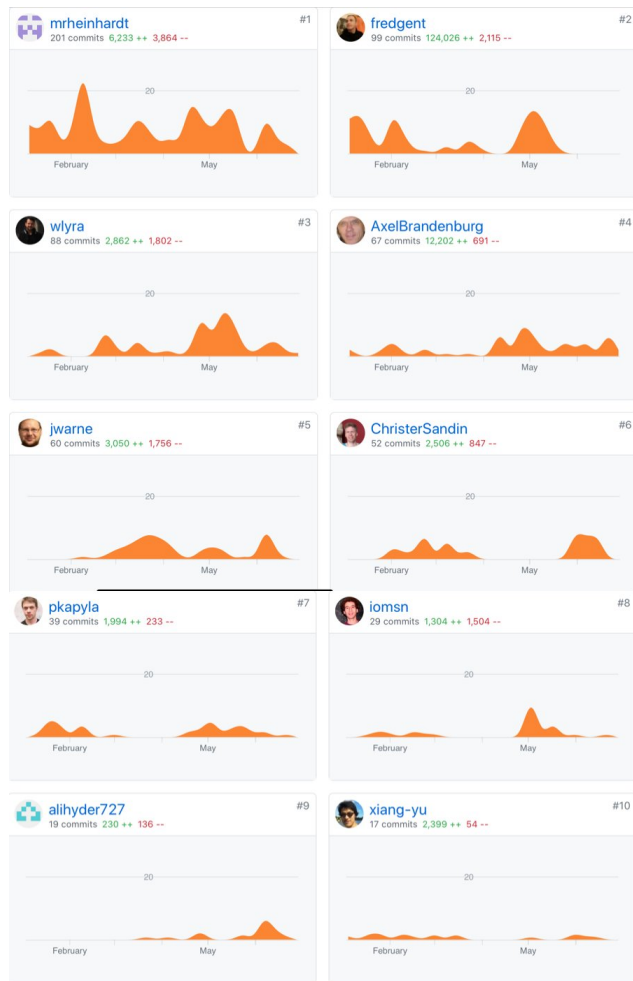 mrheinhardt #1
201 commits 6,233 ++ 3,864 --
20
February May
fredgent #2
99 commits 124,026 ++ 2,115 --
20
February May
wlyra #3
88 commits 2,862 ++ 1,802 --
20
February May
AxelBrandenburg #4
67 commits 12,202 ++ 691 --
20
February May
jwarne #5
60 commits 3,050 ++ 1,756 --
20
February May
ChristerSandin #6
52 commits 2,506 ++ 847 --
20
February May
pkapyla #7
39 commits 1,994 ++ 233 --
20
February May
iomsn #8
29 commits 1,304 ++ 1,504 --
20
February May
alihyder727 #9
19 commits 230 ++ 136 --
20
February May
xiang-yu #10
17 commits 2,399 ++ 54 --
20
February May